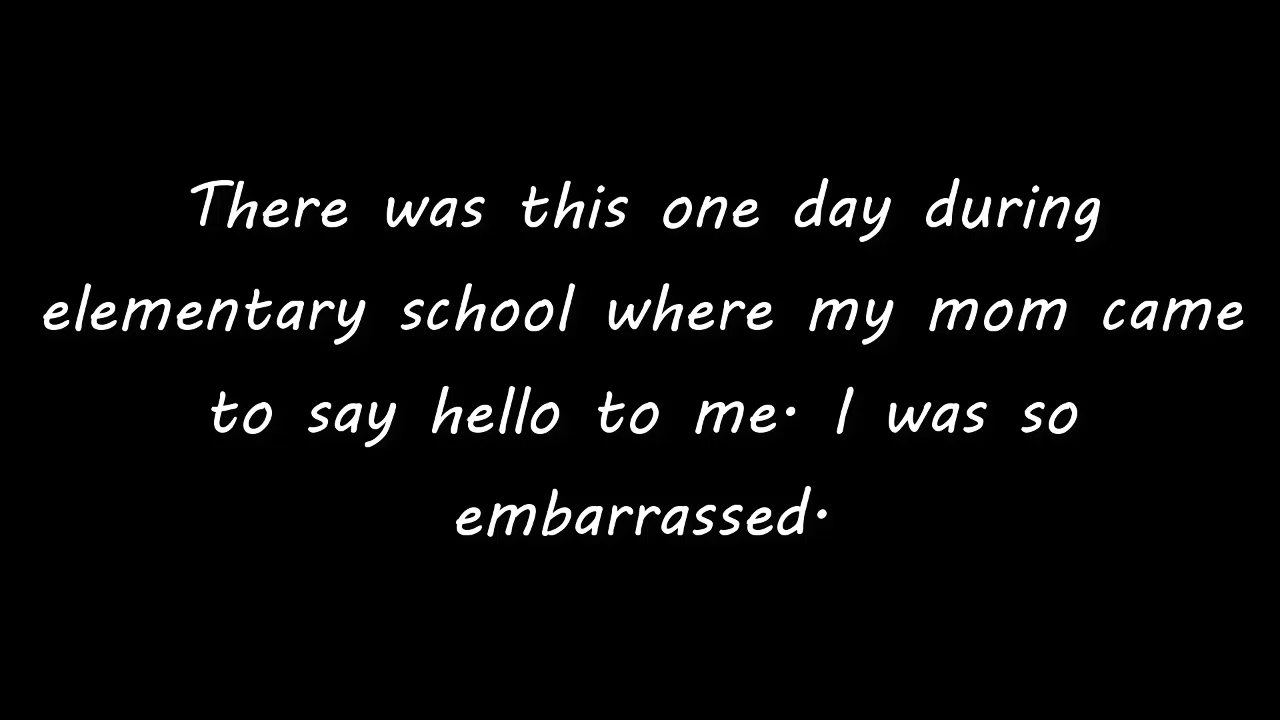 There was this one day during
elementary school where my mom came
to say hello to me. I was so
embarrassed.